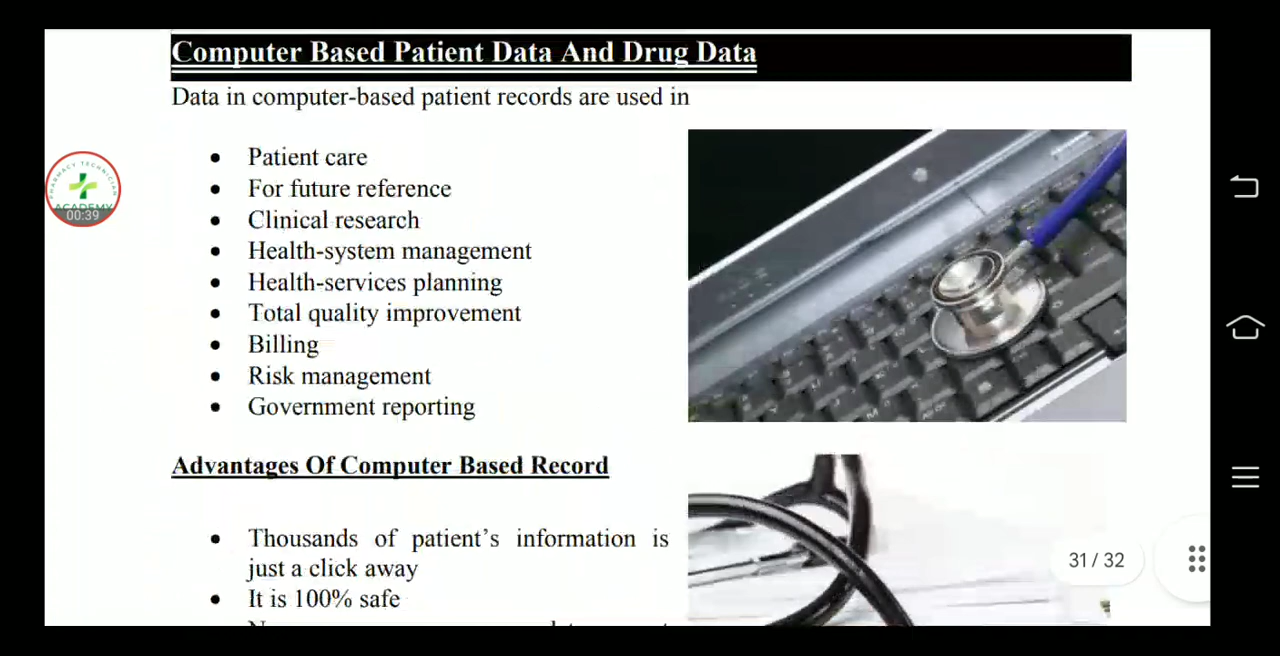 Computer Based Patient Data And Drug Data
Data in computer-based patient records are used in
• Patient care
• For future reference
• Clinical research
• Health-system management
• Health-services planning
• Total quality improvement
• Billing
• Risk management
• Government reporting
PHARMACY TECHNICIAN
ACADEMY
00:39
Advantages Of Computer Based Record
• Thousands of patient's information is
just a click away
• It is 100% safe
31 / 32